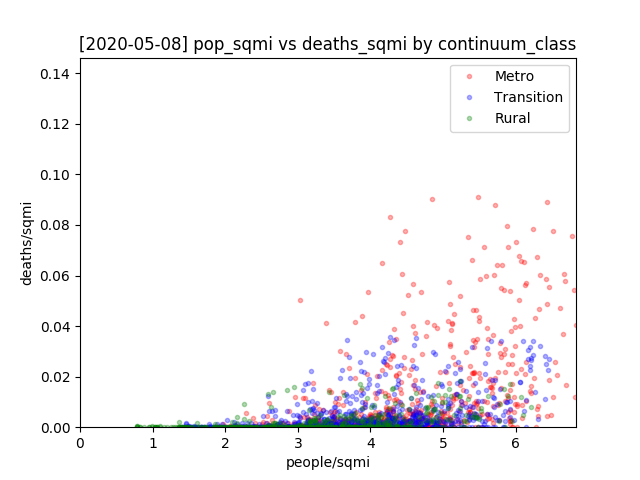 [2020-05-08] pop_sqmi vs deaths_sqmi by continuum_class
0.14
0.12
0.10
0.08
0.06
0.04
0.02
0.00
deaths/sqmi
Metro
Transition
Rural
0 1 2 3 4 5 6
people/sqmi